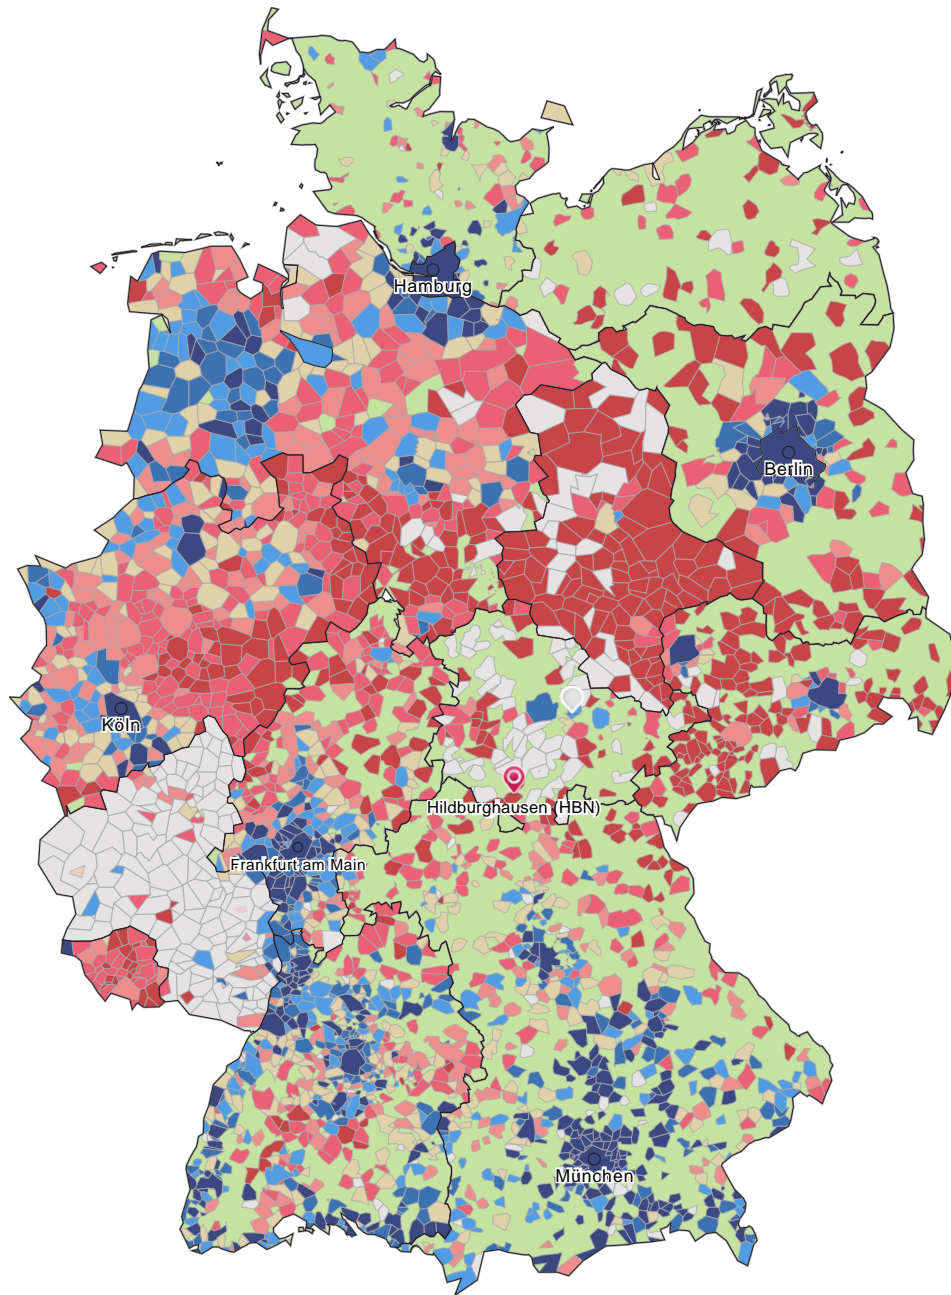 Hamburg
Berlin
Köln
Hildburghausen (HBN)
Frankfurt am Main
München